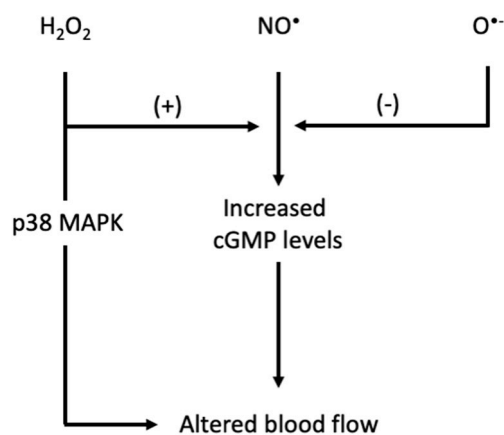 H₂O₂ NO• O•-
(+) (-)
p38 MAPK
Increased
cGMP levels
Altered blood flow